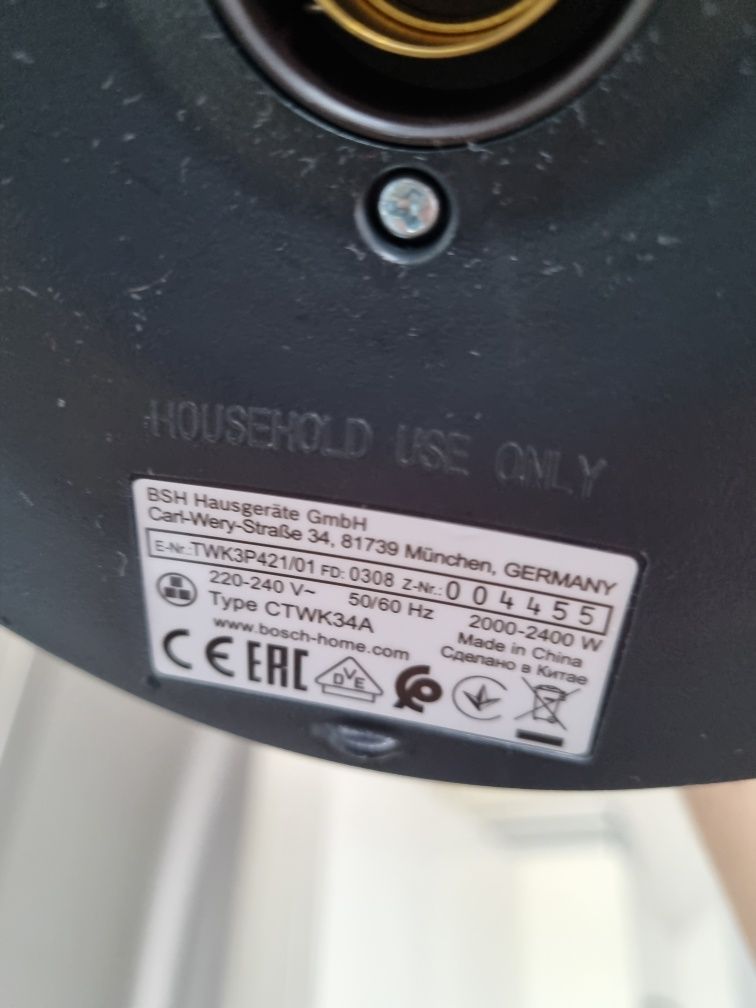 HOUSEHOLD USE ONLY
BSH Hausgeräte GmbH
Carl-Wery-Straße 34, 81739 München, GERMANY
E-Nr.:TWK3P421/01 FD: 0308 Z-Nr.: 004455
220-240 V~ 50/60 Hz 2000-2400 W
Type CTWK34A Made in China
www.bosch-home.com Сделано в Китае
CE EAC DVE